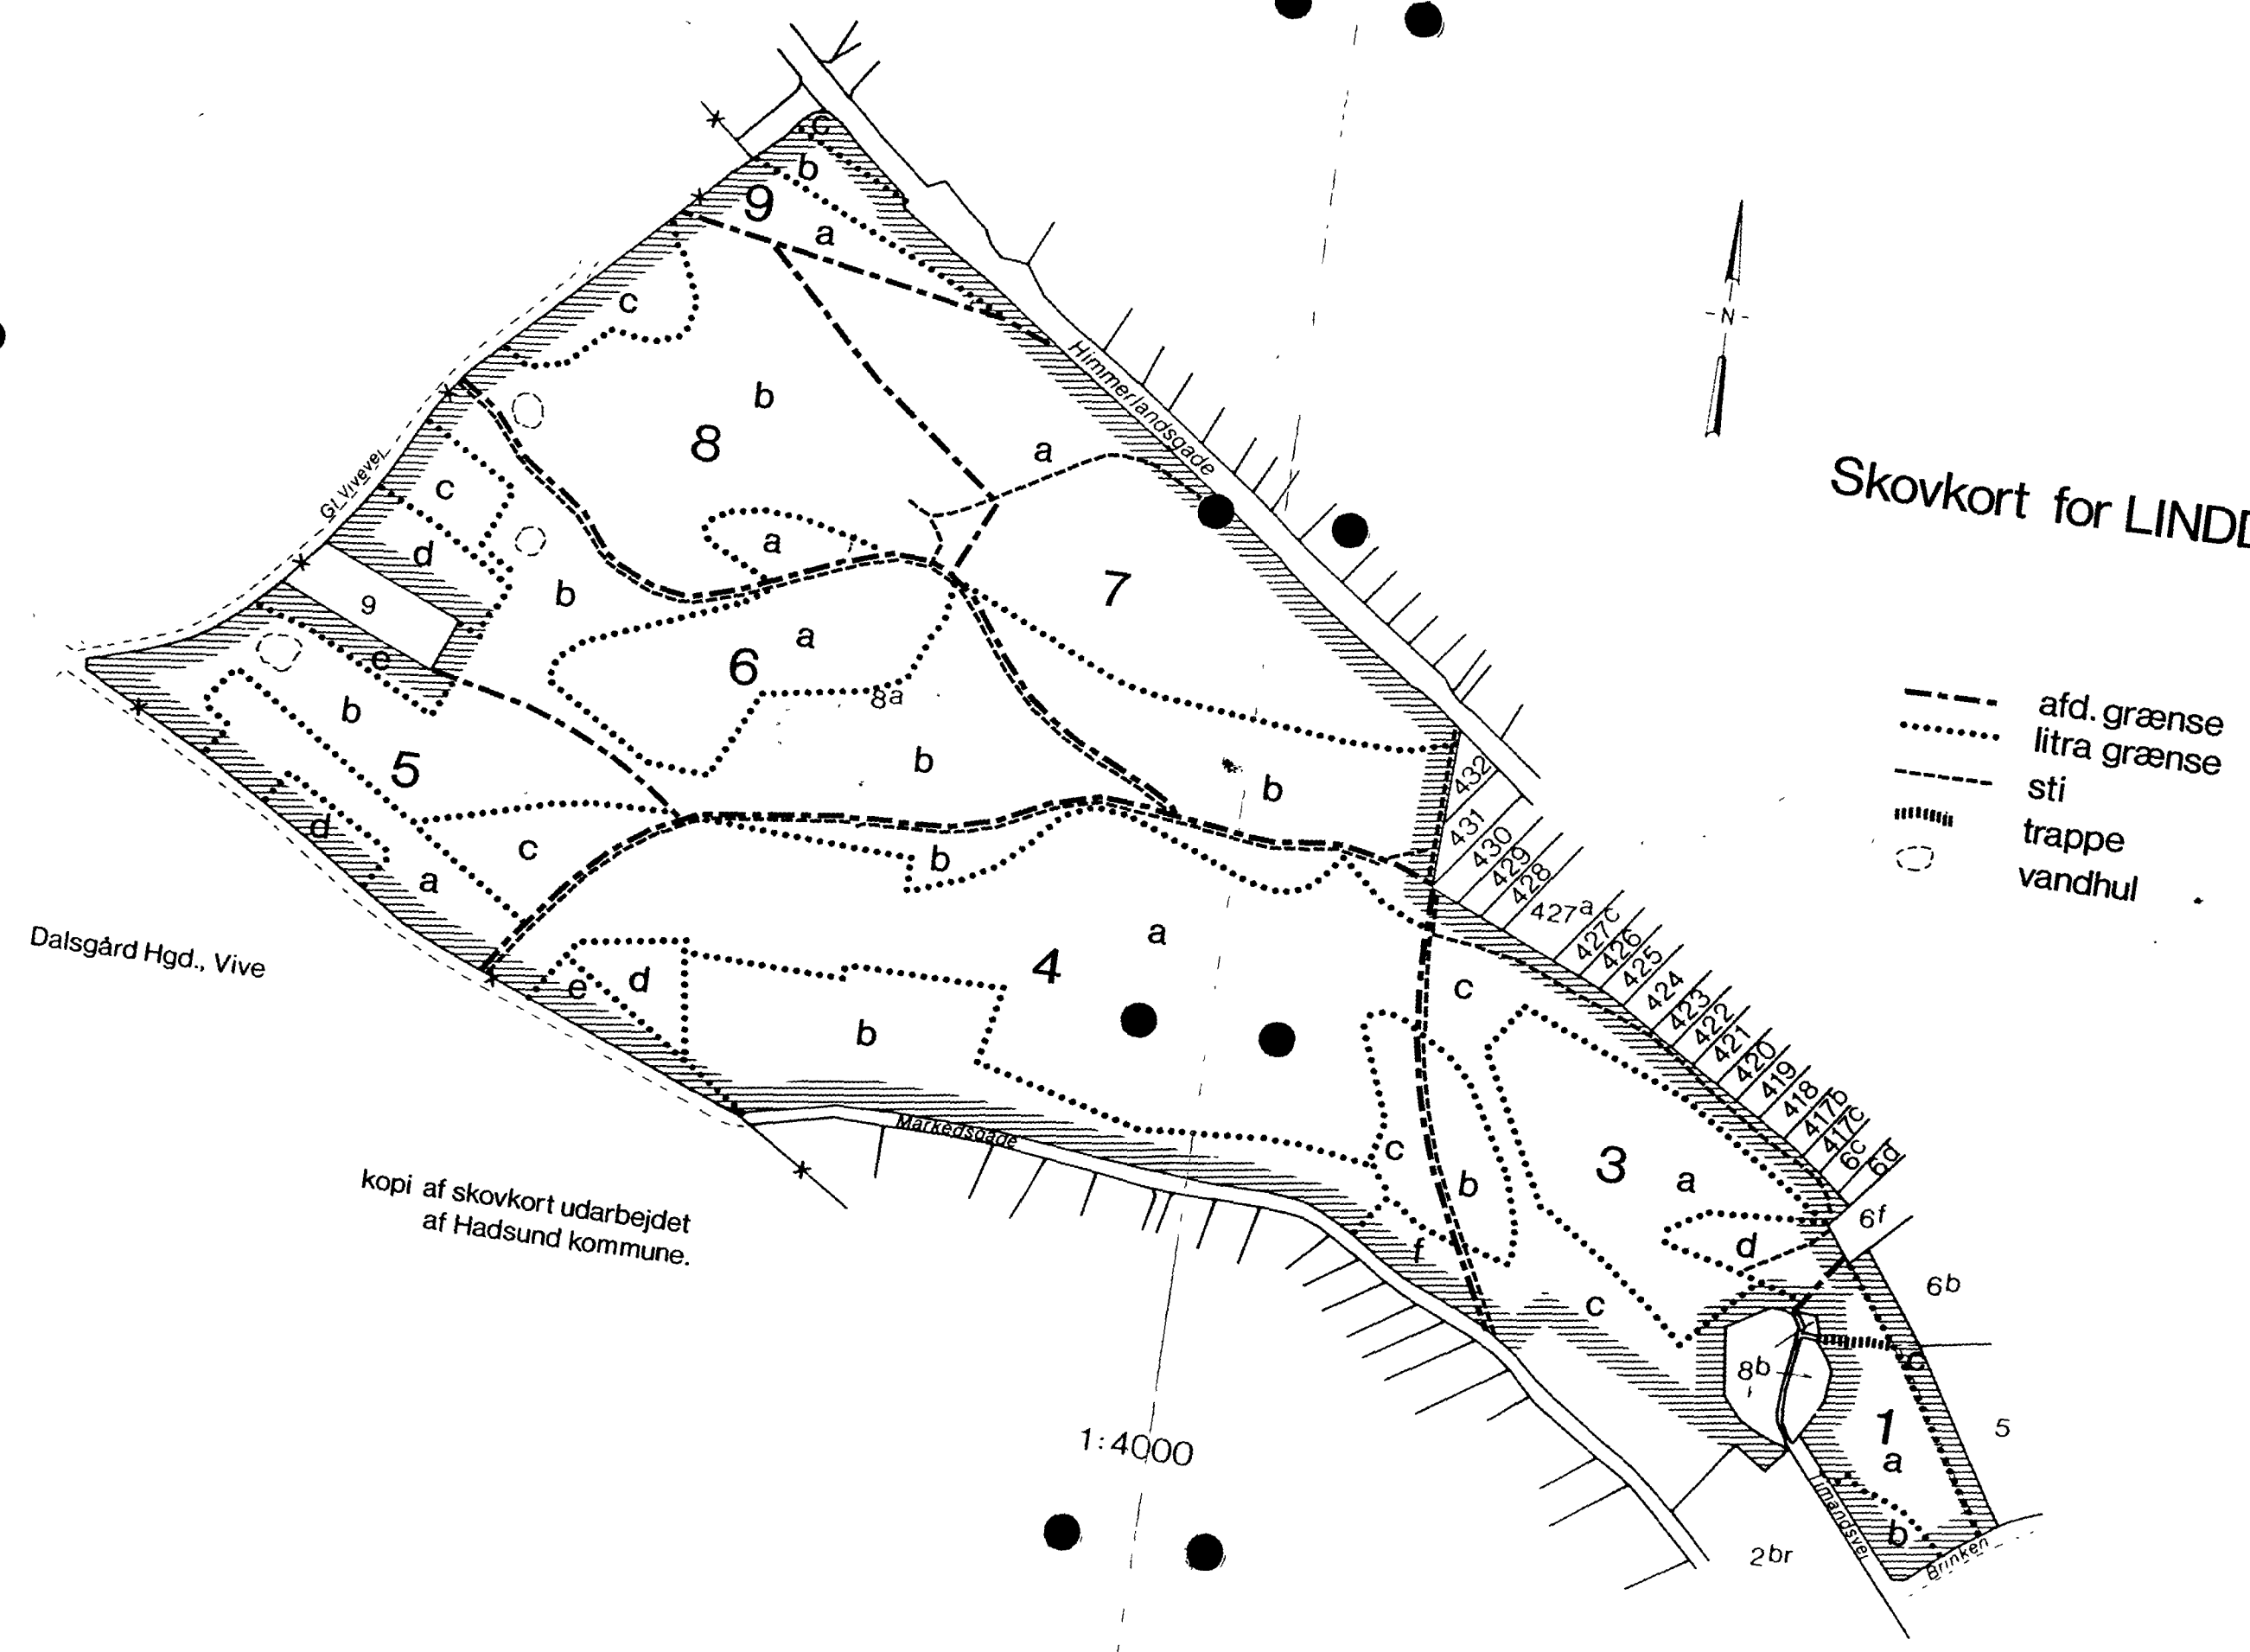 c
b
9
a
c
b
8
a
Himmerlandsgade
N
Skovkort for LINDD
Gl. Vivevej
c
d
b
a
7
9
a
6
8a
e
b
5
b
b
c
d
a
b
afd. grænse
litra grænse
sti
trappe
vandhul
432
431
430
429
428
427a
427c
426
425
424
423
422
421
420
419
418
417b
417c
6c
6d
6f
6b
5
Dalsgård Hgd., Vive
a
4
e
d
b
c
c
b
3
a
d
c
f
Markedsgade
kopi af skovkort udarbejdet
af Hadsund kommune.
8b
c
1
a
b
1:4000
2br
Brinken